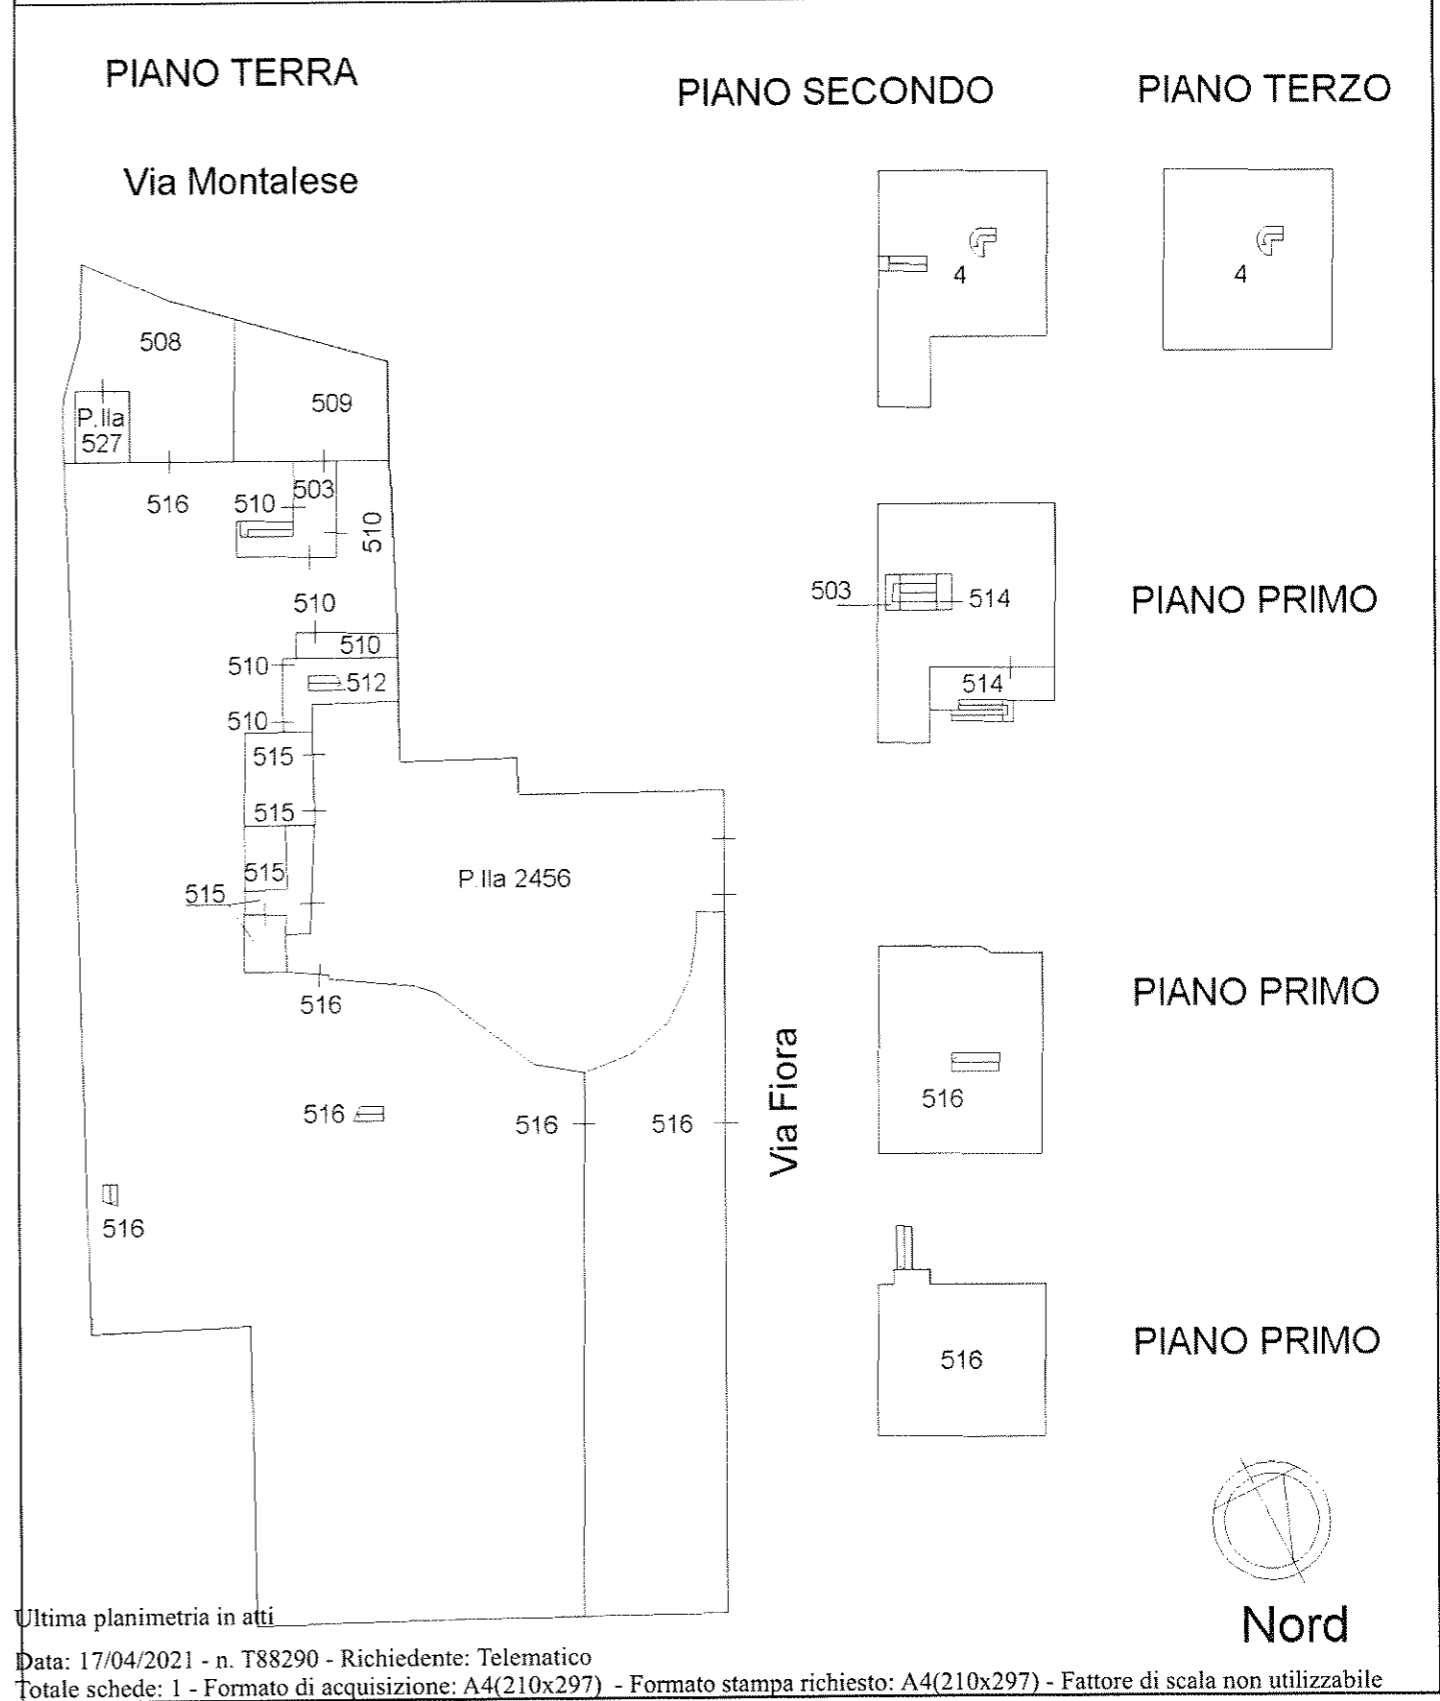 PIANO TERRA
PIANO SECONDO
PIANO TERZO
Via Montalese
4
4
508
509
P.lla
527
516
510
503
510
510
510
510
512
510
515
515
515
515
P.lla 2456
516
516
516
516
516
Via Fiora
503
514
514
PIANO PRIMO
516
PIANO PRIMO
516
PIANO PRIMO
Nord
Ultima planimetria in atti
Data: 17/04/2021 - n. T88290 - Richiedente: Telematico
Totale schede: 1 - Formato di acquisizione: A4(210x297) - Formato stampa richiesto: A4(210x297) - Fattore di scala non utilizzabile